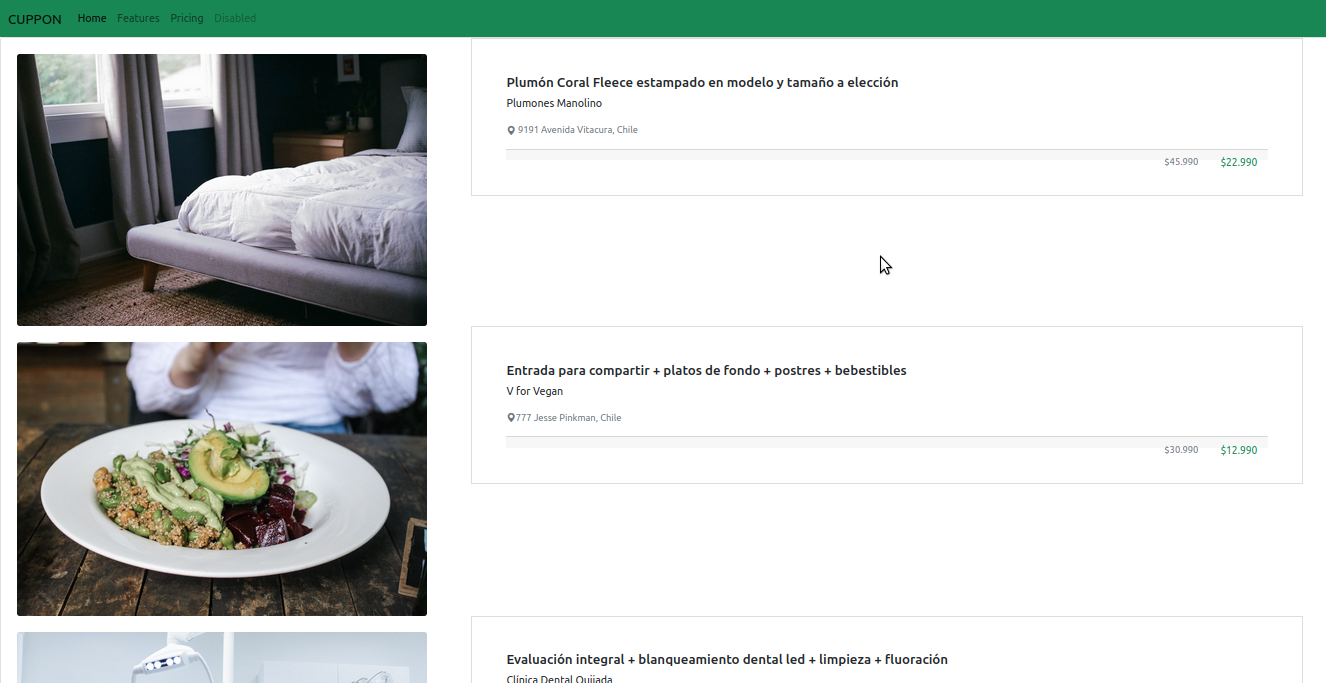 CUPPON Home Features Pricing Disabled
Plumón Coral Fleece estampado en modelo y tamaño a elección
Plumones Manolino
9191 Avenida Vitacura, Chile
$45.990 $22.990
Entrada para compartir + platos de fondo + postres + bebestibles
V for Vegan
777 Jesse Pinkman, Chile
$30.990 $12.990
Evaluación integral + blanqueamiento dental led + limpieza + fluoración
Clínica Dental Quijada